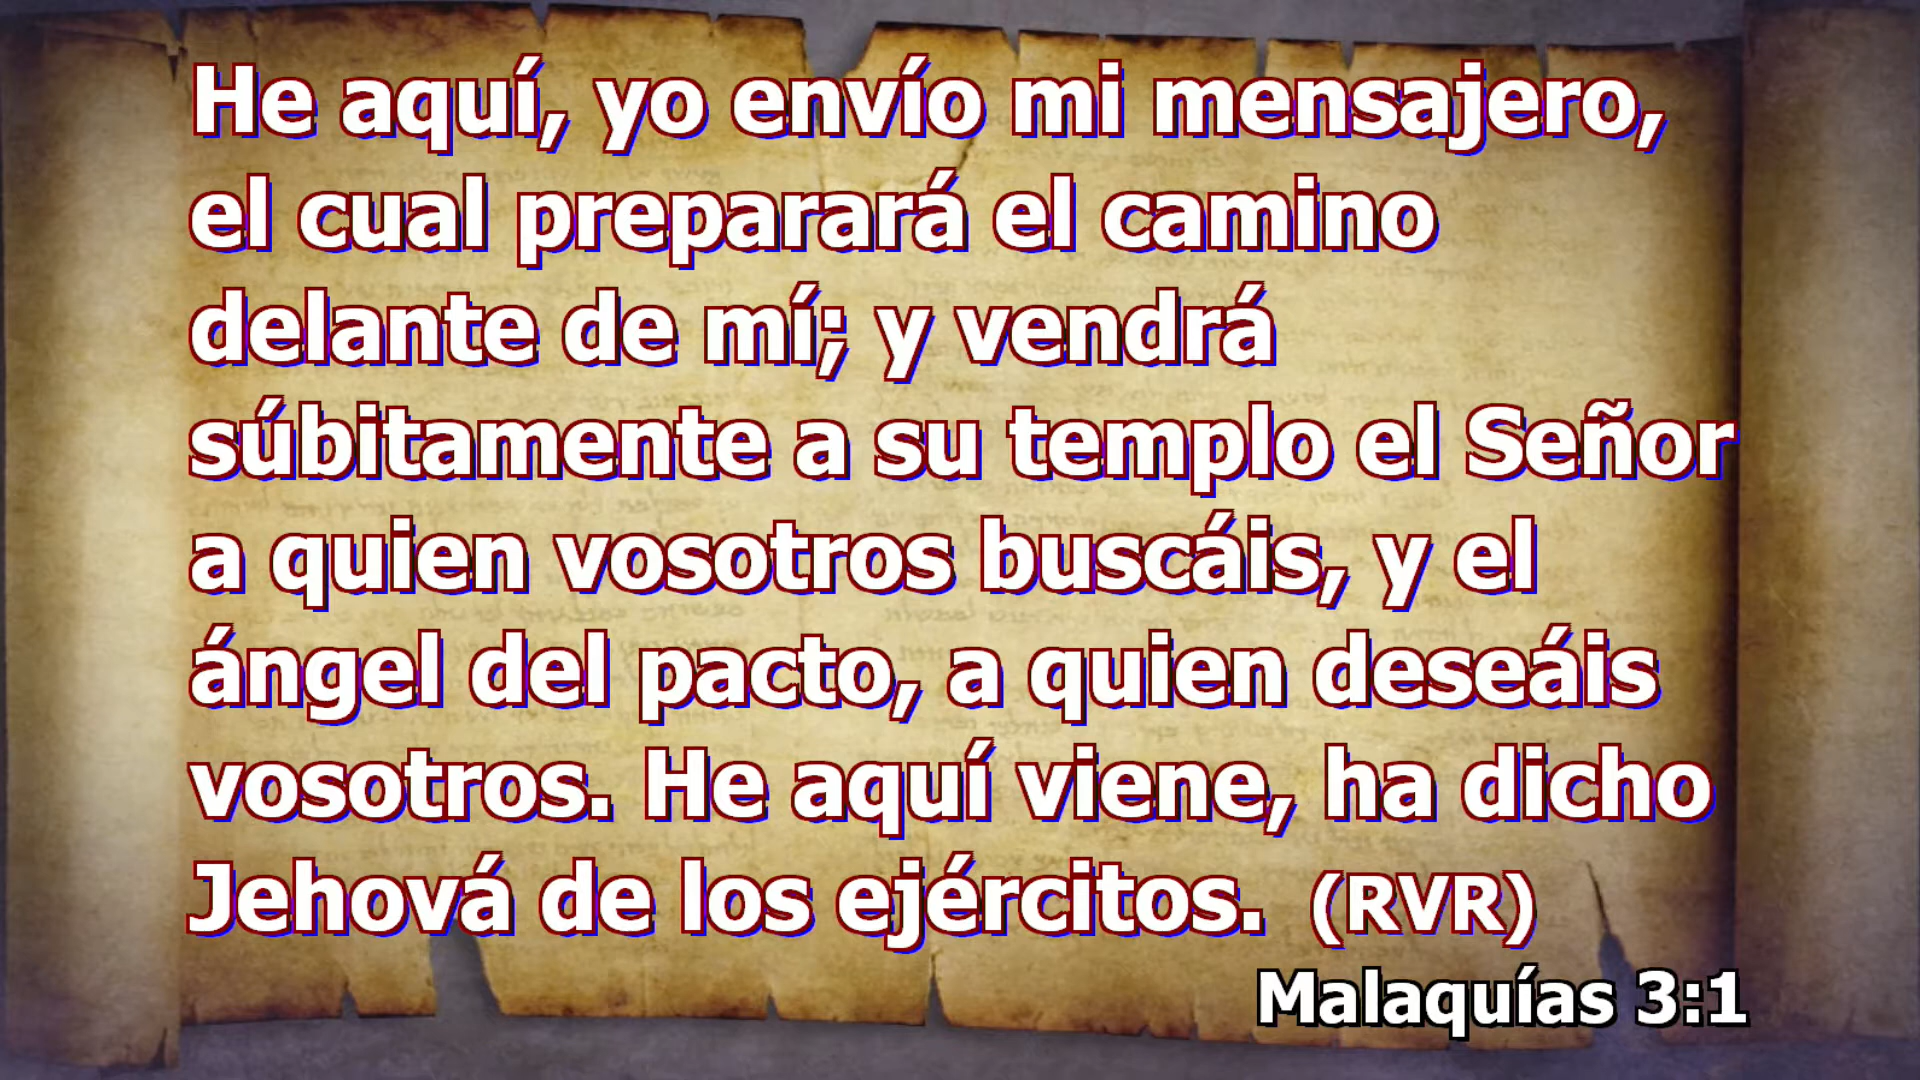 He aquí, yo envío mi mensajero,
el cual preparará el camino
delante de mí; y vendrá
súbitamente a su templo el Señor
a quien vosotros buscáis, y el
ángel del pacto, a quien deseáis
vosotros. He aquí viene, ha dicho
Jehová de los ejércitos. (RVR)
Malaquías 3:1